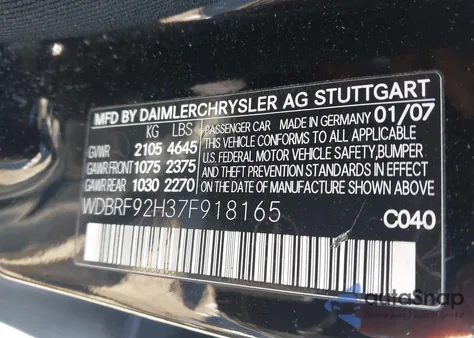 MFD BY DAIMLERCHRYSLER AG STUTTGART
KG LBS PASSENGER CAR MADE IN GERMANY 01/07
GVWR 2105 4645 THIS VEHICLE CONFORMS TO ALL APPLICABLE
GAWR FRONT 1075 2375 U.S. FEDERAL MOTOR VEHICLE SAFETY, BUMPER
GAWR REAR 1030 2270 AND THEFT PREVENTION STANDARDS
IN EFFECT ON THE DATE OF MANUFACTURE SHOWN ABOVE.
WDBRF92H37F918165 C040
autoSnap